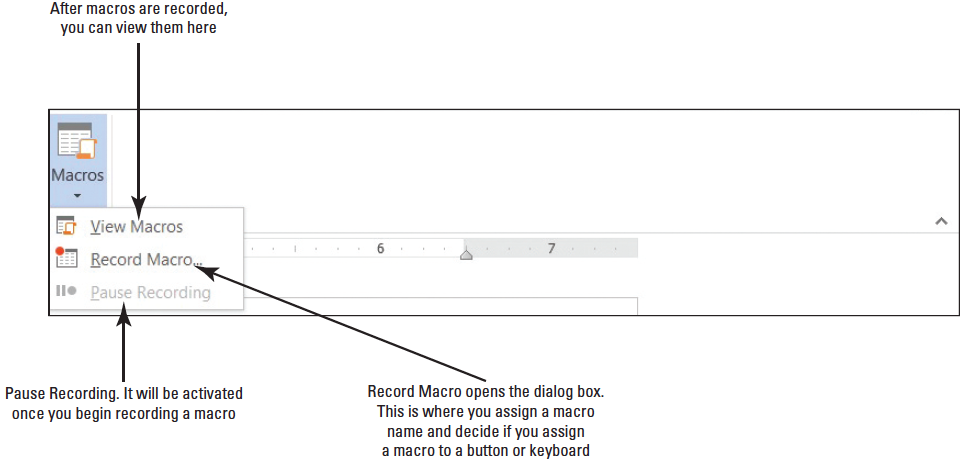 After macros are recorded,
you can view them here
Macros
View Macros
Record Macro...
Pause Recording
6
7
Pause Recording. It will be activated
once you begin recording a macro
Record Macro opens the dialog box.
This is where you assign a macro
name and decide if you assign
a macro to a button or keyboard